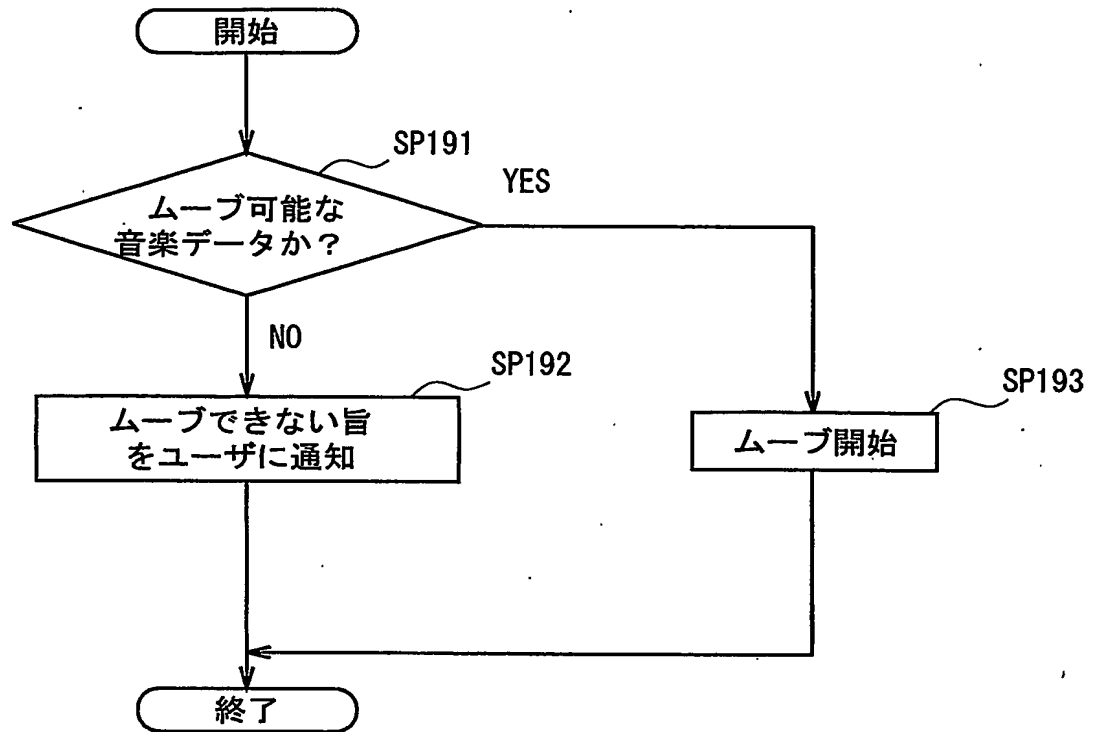 開始
SP191
YES
ムーブ可能な
音楽データか？
NO
SP192
SP193
ムーブできない旨
をユーザに通知
ムーブ開始
終了